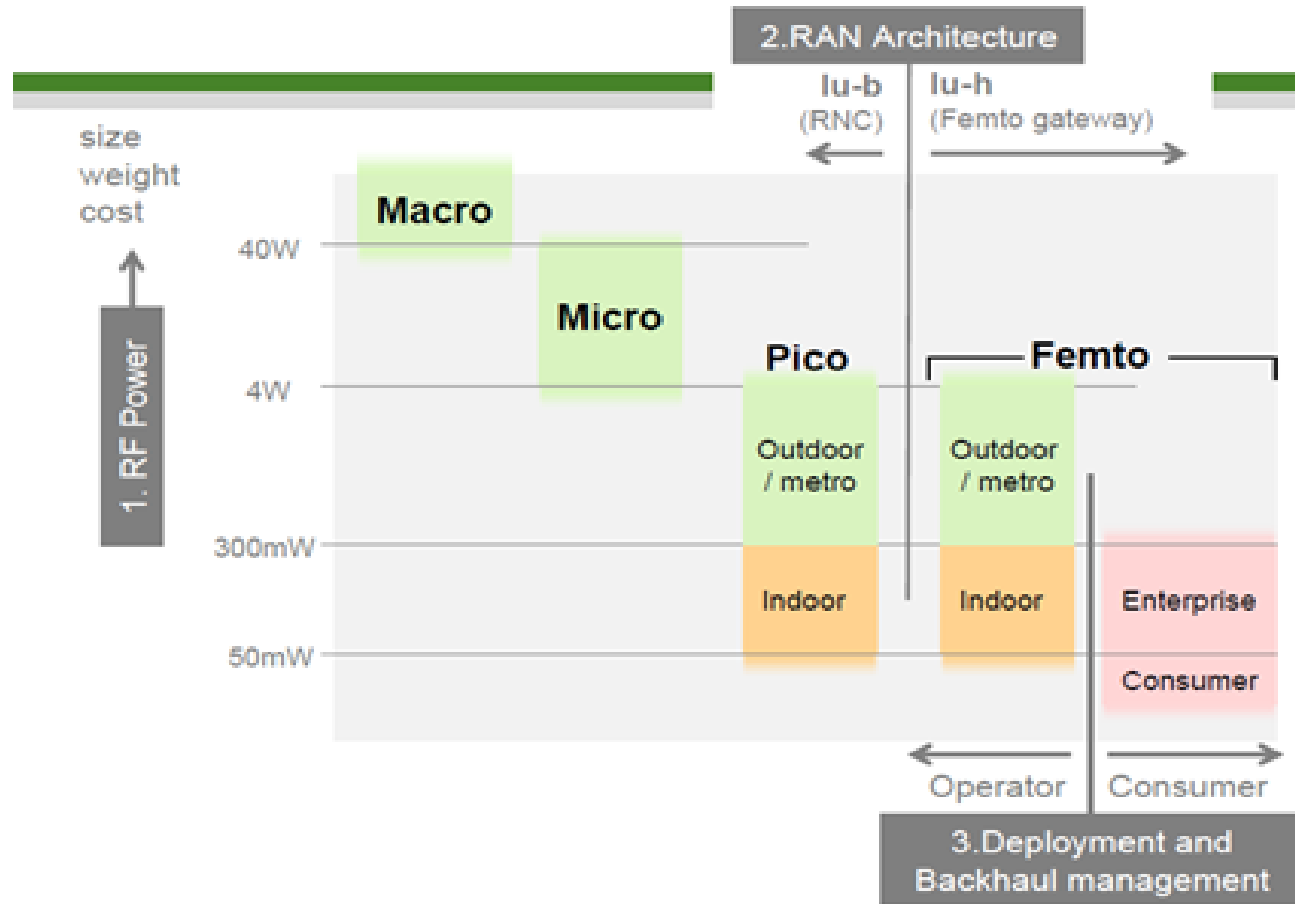 2.RAN Architecture
Iu-b
(RNC)
Iu-h
(Femto gateway)
size
weight
cost
Macro
40W
Micro
1. RF Power
Pico
Femto
4W
Outdoor
/ metro
Outdoor
/ metro
300mW
Indoor
Indoor
Enterprise
50mW
Consumer
Operator
Consumer
3.Deployment and
Backhaul management